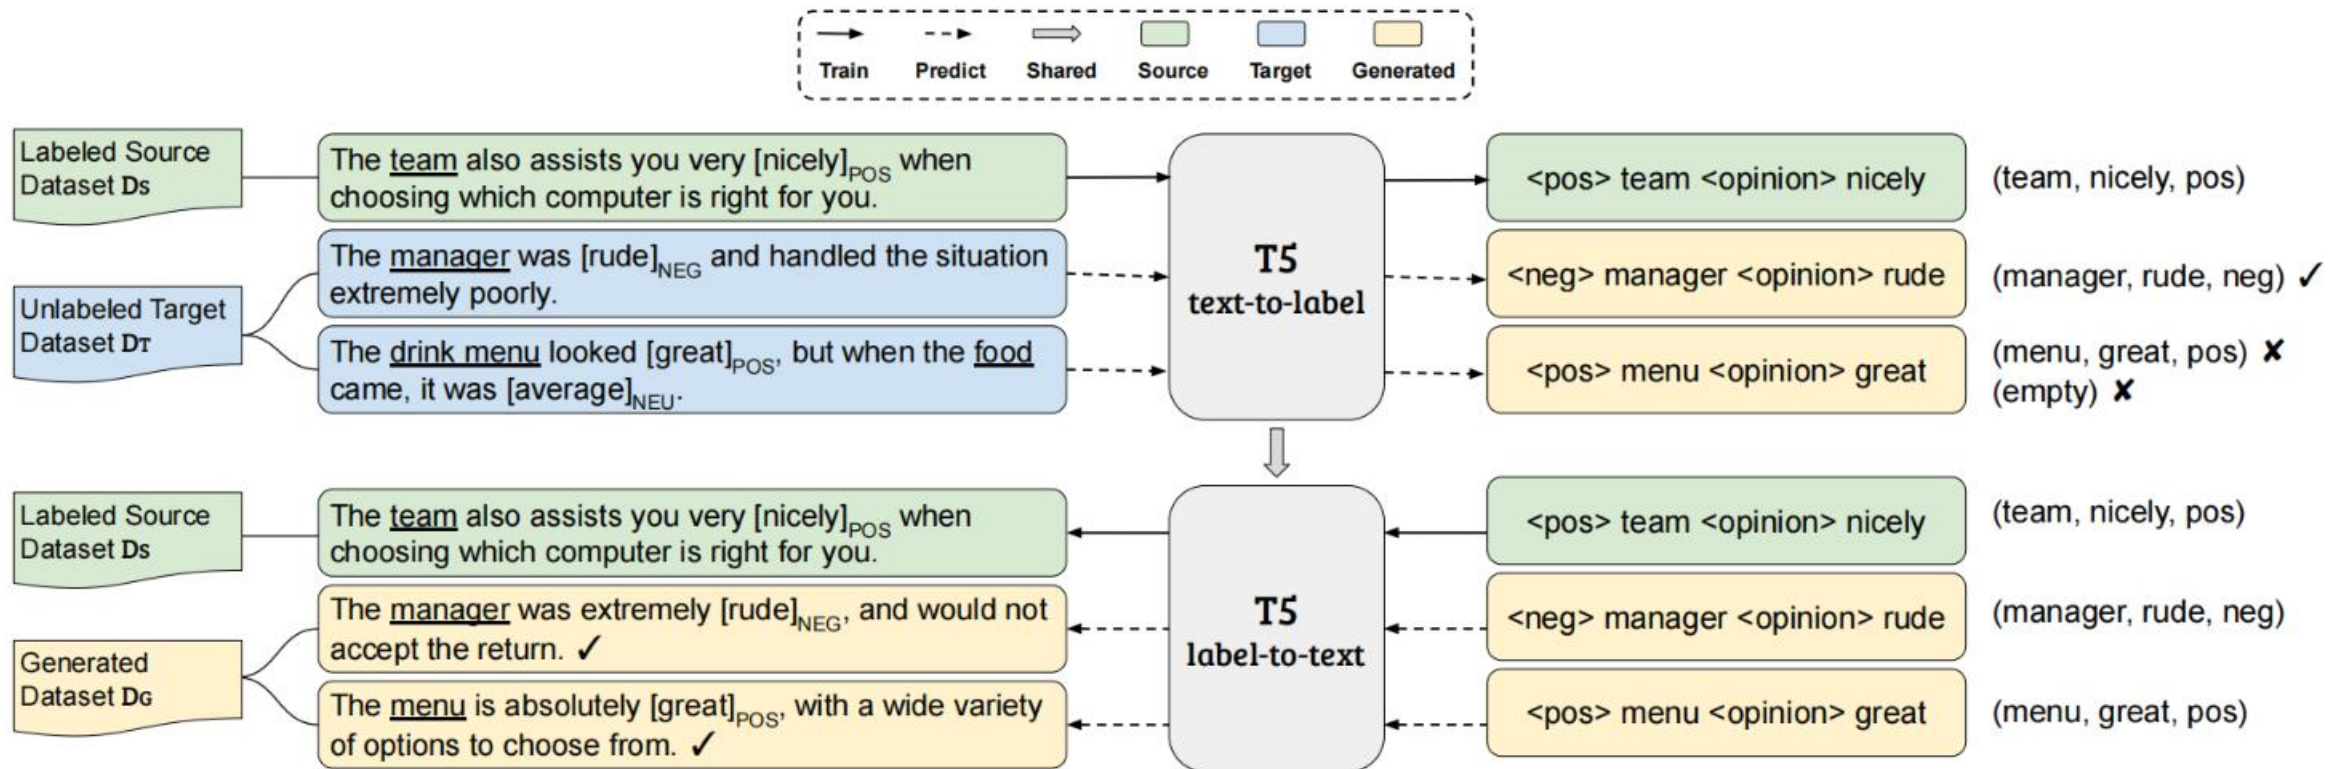 Train Predict Shared Source Target Generated
Labeled Source
Dataset DS
The team also assists you very [nicely]POS when
choosing which computer is right for you.
<pos> team <opinion> nicely
(team, nicely, pos)
Unlabeled Target
Dataset DT
The manager was [rude]NEG and handled the situation
extremely poorly.
T5
text-to-label
<neg> manager <opinion> rude
(manager, rude, neg) ✓
The drink menu looked [great]POS, but when the food
came, it was [average]NEU.
<pos> menu <opinion> great
(menu, great, pos) ✘
(empty) ✘
Labeled Source
Dataset DS
The team also assists you very [nicely]POS when
choosing which computer is right for you.
<pos> team <opinion> nicely
(team, nicely, pos)
Generated
Dataset DG
The manager was extremely [rude]NEG, and would not
accept the return. ✓
T5
label-to-text
<neg> manager <opinion> rude
(manager, rude, neg)
The menu is absolutely [great]POS, with a wide variety
of options to choose from. ✓
<pos> menu <opinion> great
(menu, great, pos)